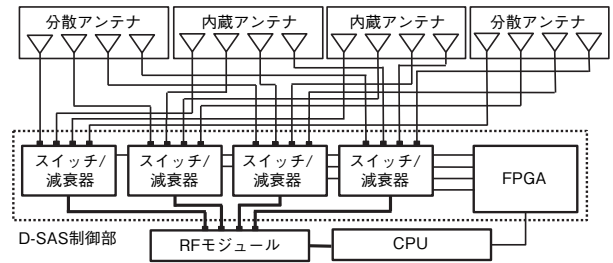 分散アンテナ
内蔵アンテナ
内蔵アンテナ
分散アンテナ
スイッチ/
減衰器
スイッチ/
減衰器
スイッチ/
減衰器
スイッチ/
減衰器
FPGA
D-SAS制御部
RFモジュール
CPU